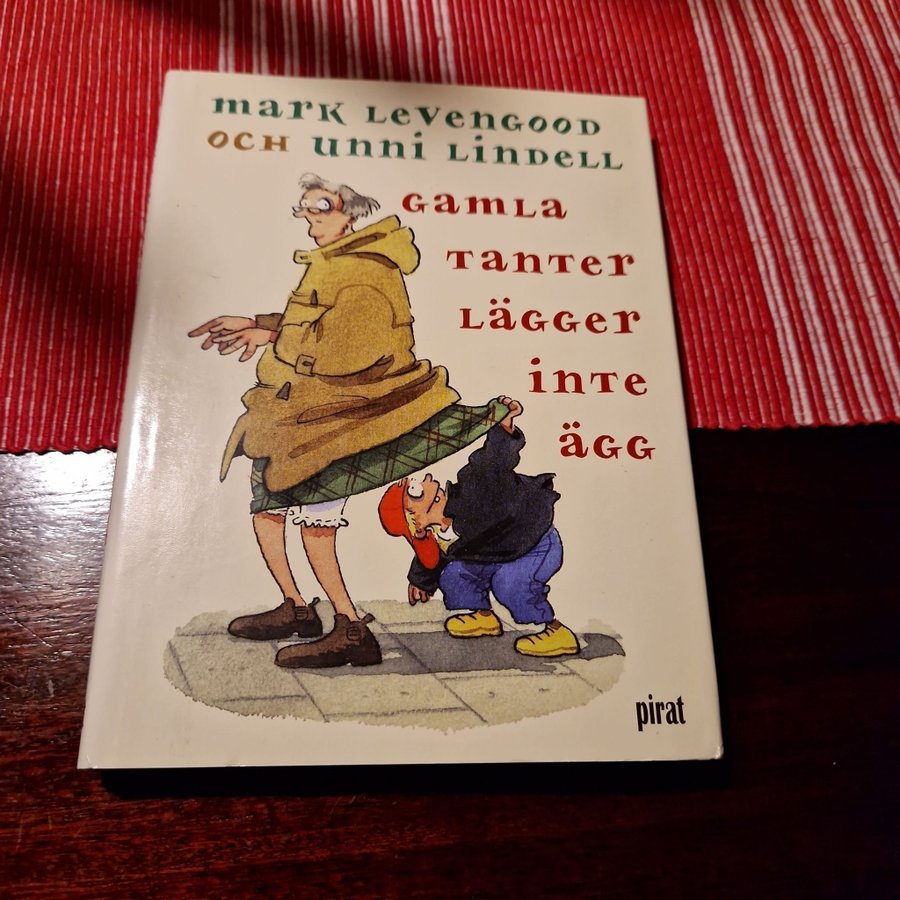 mark Levengood
och unni Lindell
gamla
tanter
Lägger
inte
ägg
pirat